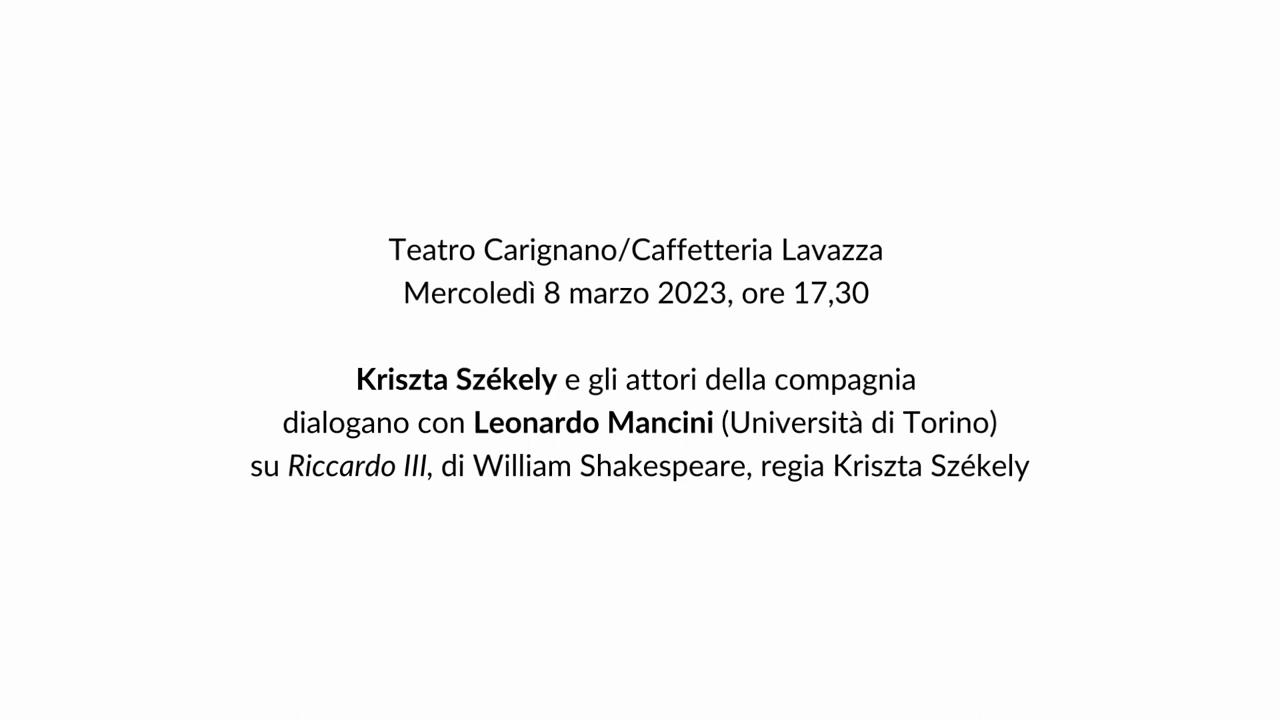 Teatro Carignano/Caffetteria Lavazza
Mercoledì 8 marzo 2023, ore 17,30
Kriszta Székely e gli attori della compagnia
dialogano con Leonardo Mancini (Università di Torino)
su Riccardo III, di William Shakespeare, regia Kriszta Székely